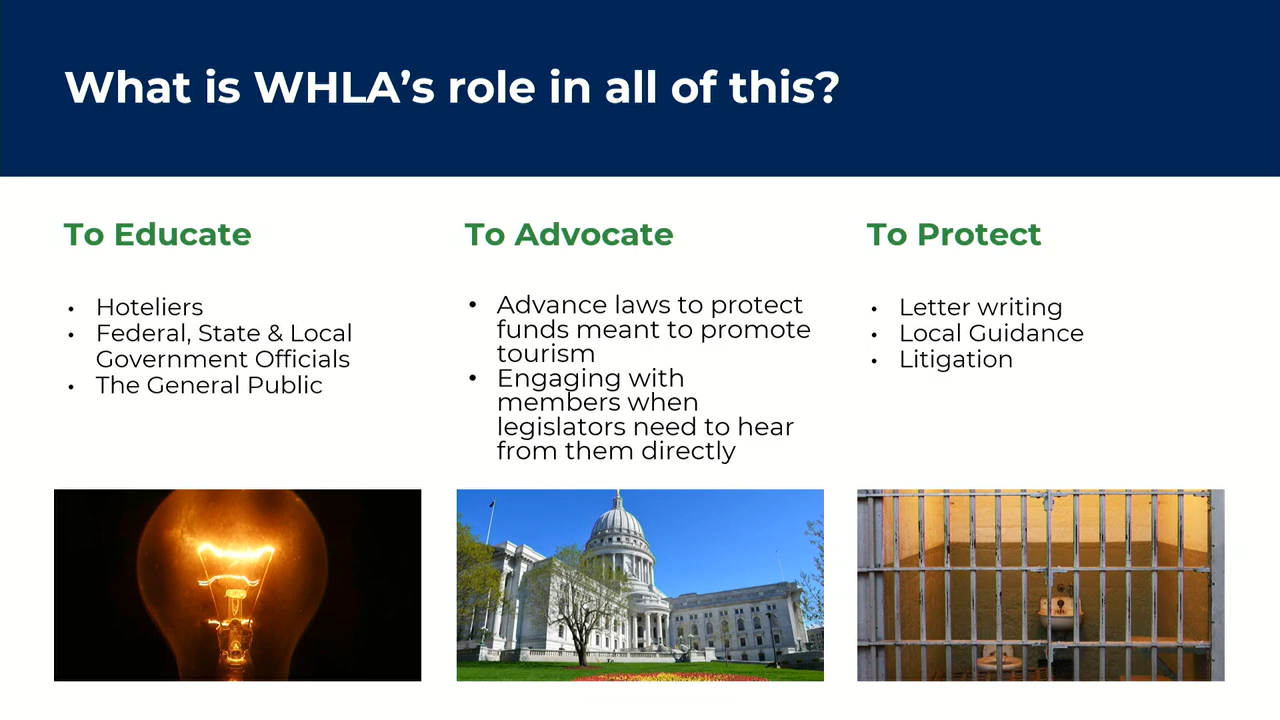 What is WHLA’s role in all of this?
To Educate
• Hoteliers
• Federal, State & Local
Government Officials
• The General Public
To Advocate
• Advance laws to protect
funds meant to promote
tourism
• Engaging with
members when
legislators need to hear
from them directly
To Protect
• Letter writing
• Local Guidance
• Litigation